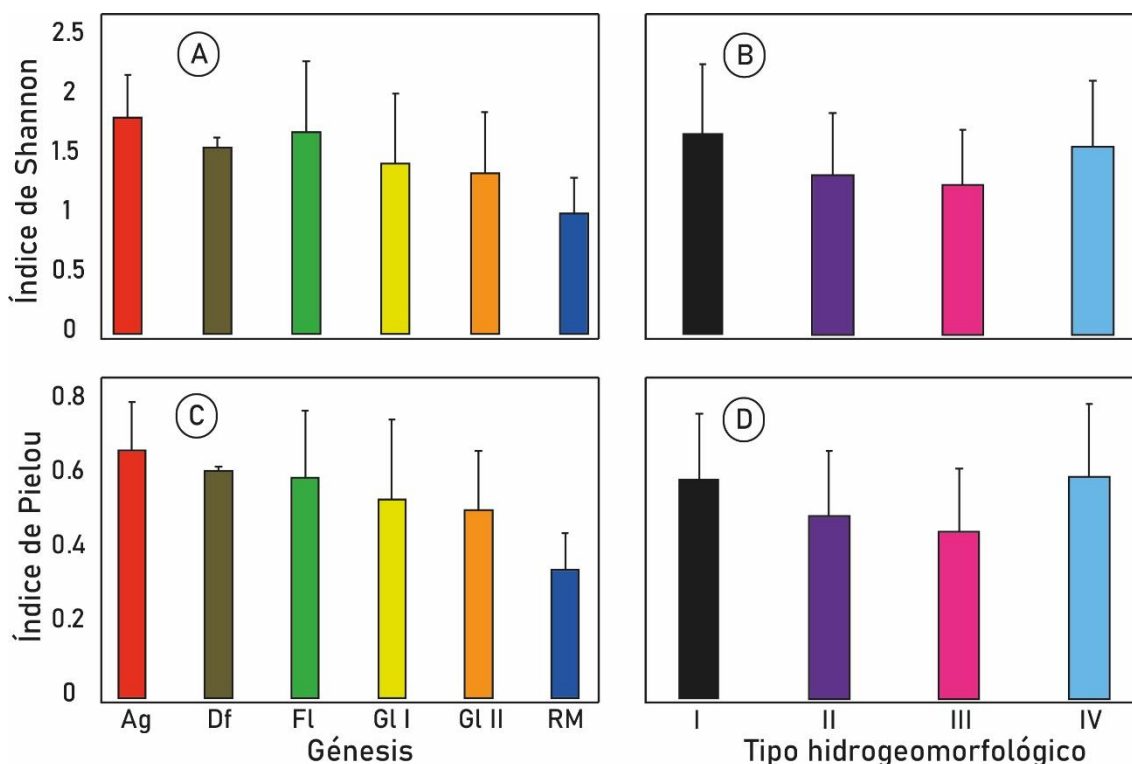 Índice de Shannon
2.5
2
1.5
1
0.5
0
A
B
Índice de Pielou
0.8
0.6
0.4
0.2
0
C
D
Ag Df Fl Gl I Gl II RM
Génesis
I II III IV
Tipo hidrogeomorfológico